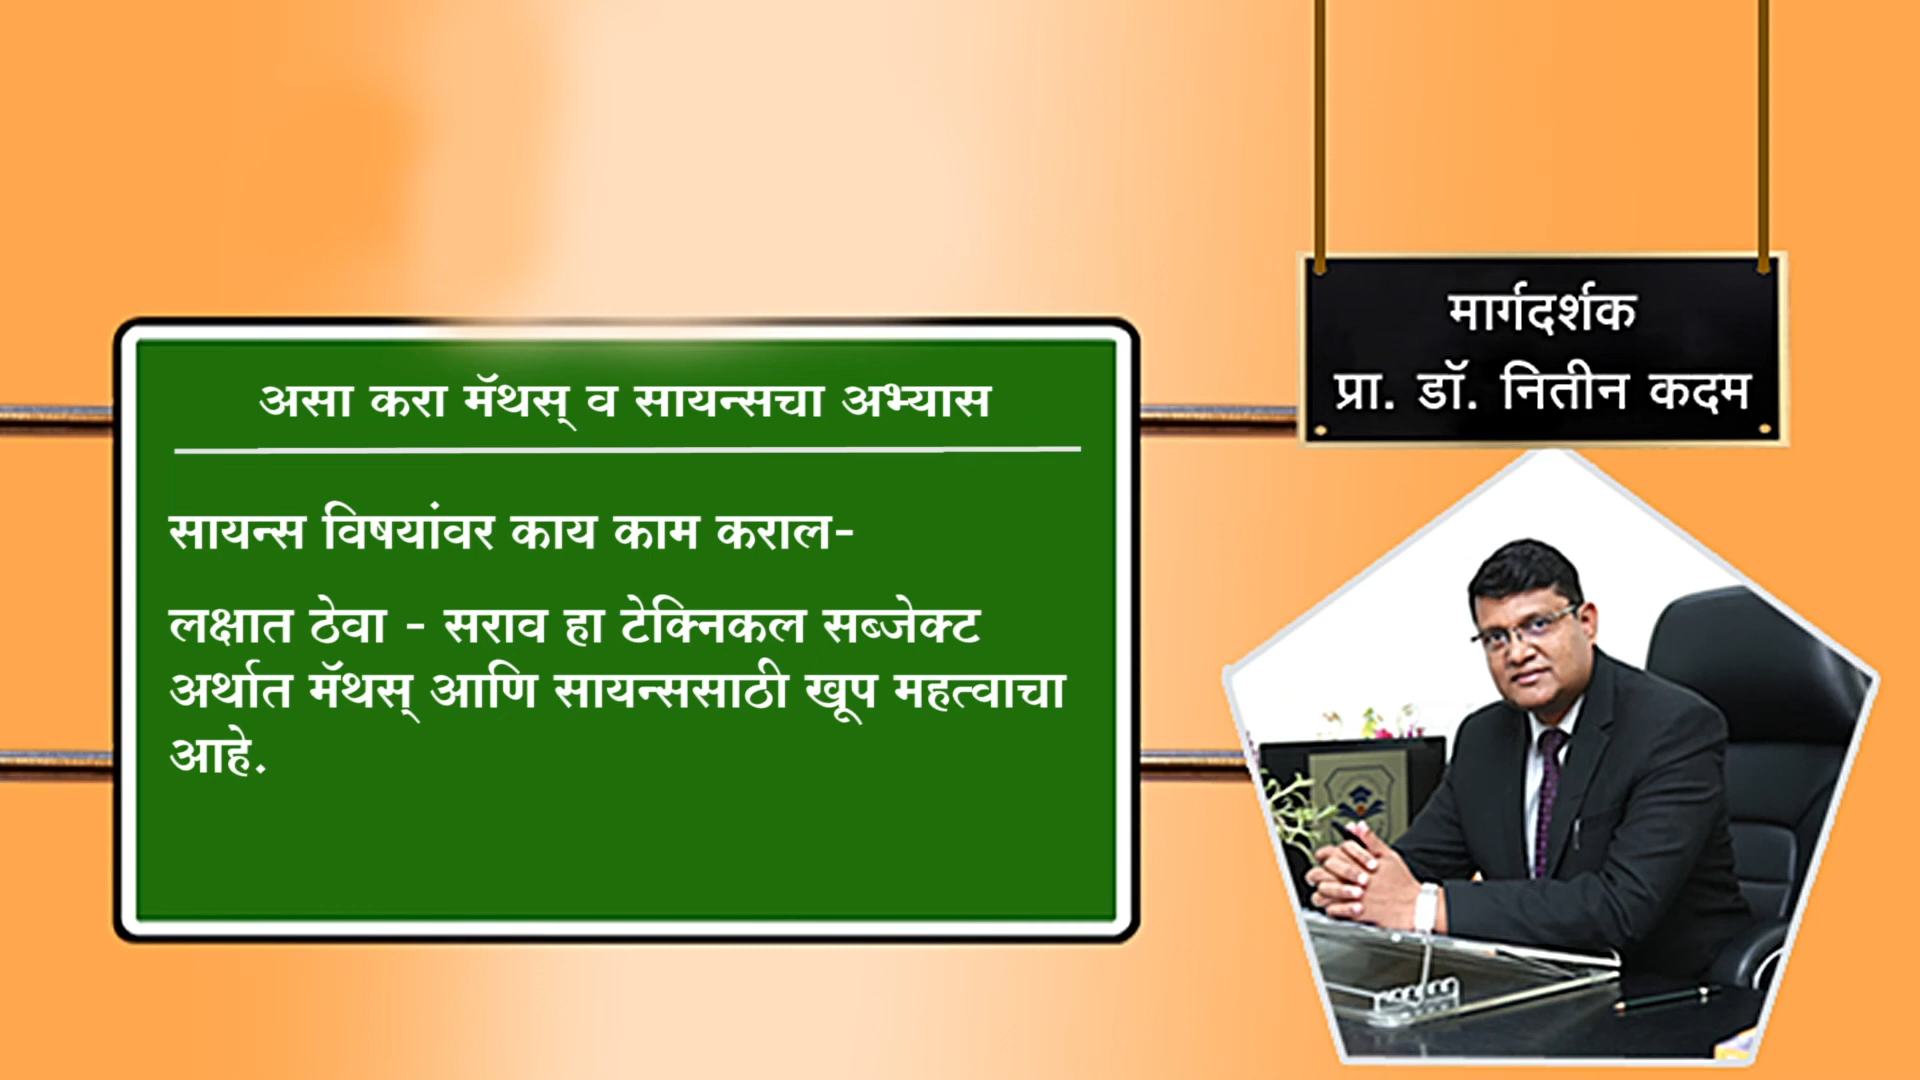 असा करा मॅथस् व सायन्सचा अभ्यास
सायन्स विषयांवर काय काम कराल-
लक्षात ठेवा - सराव हा टेक्निकल सब्जेक्ट
अर्थात मॅथस् आणि सायन्ससाठी खूप महत्वाचा
आहे.
मार्गदर्शक
प्रा. डॉ. नितीन कदम